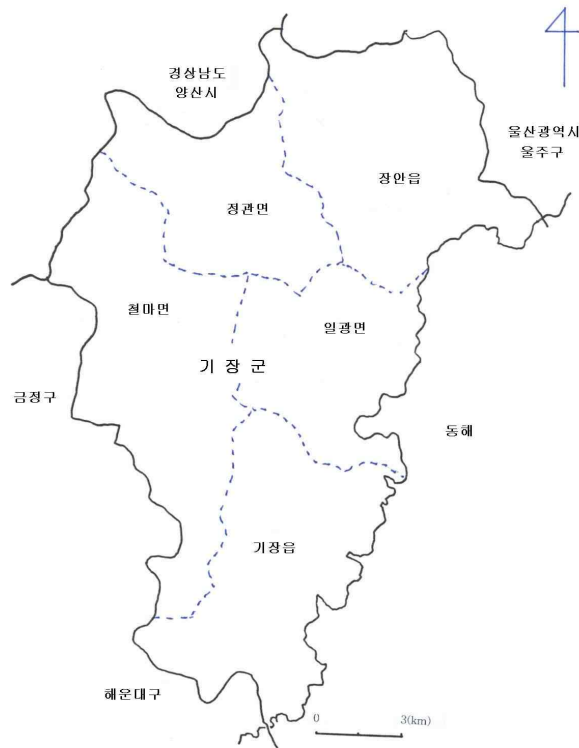 경상남도
양산시
울산광역시
울주구
장안읍
정관면
철마면
일광면
기장군
금정구
동해
기장읍
해운대구
0 3(km)